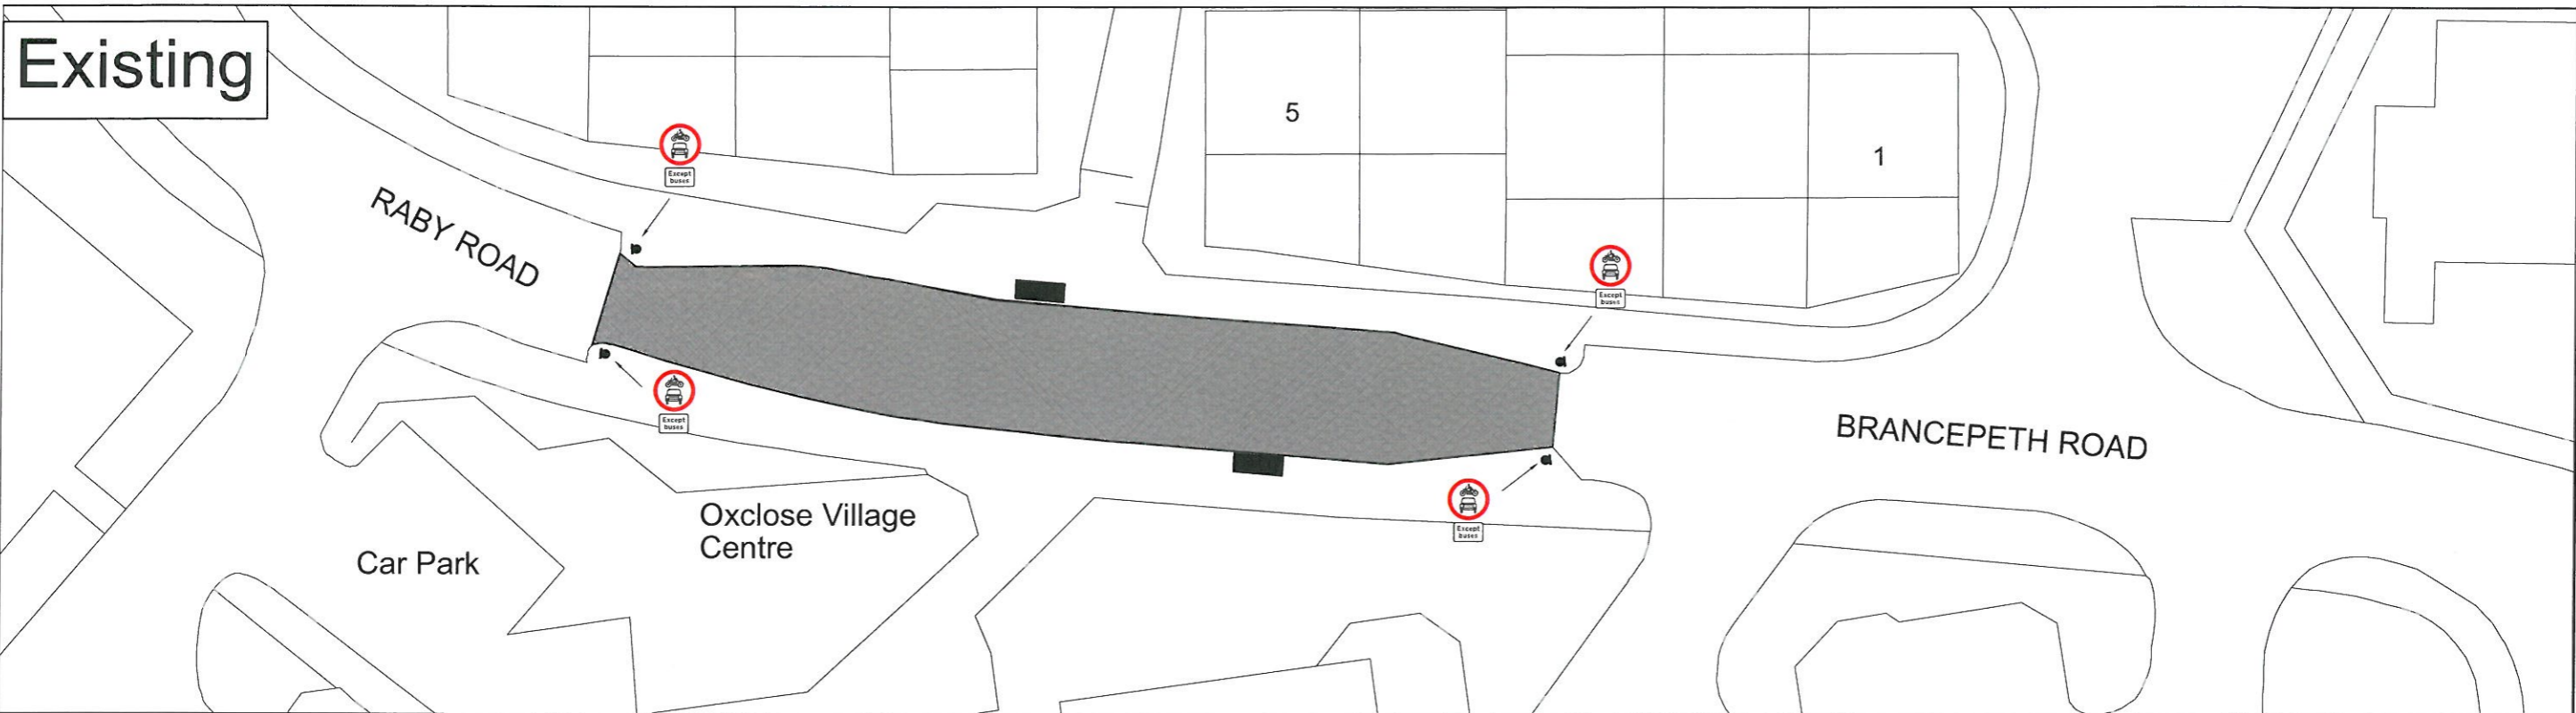 Existing
5
1
Except
buses
RABY ROAD
Except
buses
Except
buses
BRANCEPETH ROAD
Except
buses
Oxclose Village
Centre
Car Park